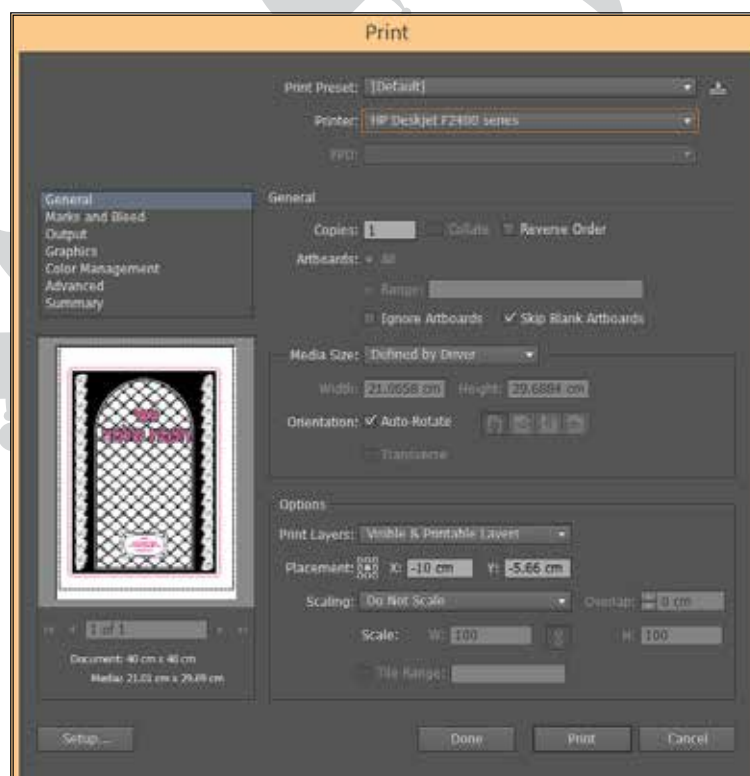 Print
Print Preset: [Default]
Printer: HP Deskjet F2400 series
PPD:
General
Marks and Bleed
Output
Graphics
Color Management
Advanced
Summary
General
Copies: 1 Collate Reverse Order
Artboards: All
Range:
Ignore Artboards Skip Blank Artboards
Media Size: Defined by Driver
Width: 21.0058 cm Height: 29.6884 cm
Orientation: Auto-Rotate
Transverse
Options
Print Layers: Visible & Printable Layers
Placement: X: -10 cm Y: -5.66 cm
Scaling: Do Not Scale Overlap: 0 cm
Scale: W: 100 H: 100
Tile Range:
1 of 1
Document: 40 cm x 40 cm
Media: 21.01 cm x 29.69 cm
Setup...
Done Print Cancel